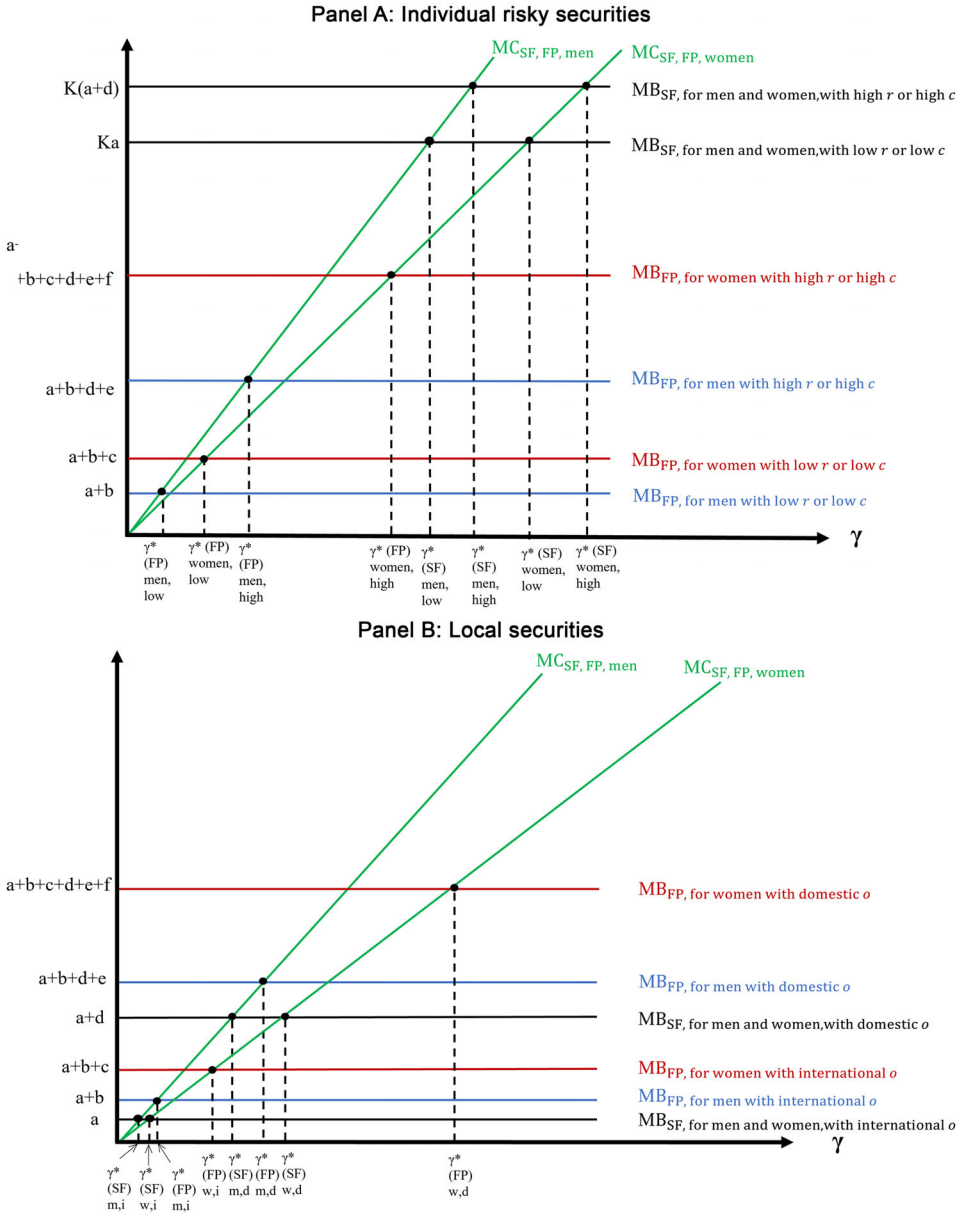 Panel A: Individual risky securities
MC_SF, FP, men
MC_SF, FP, women
K(a+d)
MB_SF, for men and women,with high r or high c
Ka
MB_SF, for men and women,with low r or low c
a-
+b+c+d+e+f
MB_FP, for women with high r or high c
a+b+d+e
MB_FP, for men with high r or high c
a+b+c
MB_FP, for women with low r or low c
a+b
MB_FP, for men with low r or low c
γ
γ*
(FP)
men,
low
γ* (FP)
women,
low
γ*
(FP)
men,
high
γ* (FP)
women,
high
γ*
(SF)
men,
low
γ*
(SF)
men,
high
γ* (SF)
women,
low
γ* (SF)
women,
high
Panel B: Local securities
MC_SF, FP, men
MC_SF, FP, women
a+b+c+d+e+f
MB_FP, for women with domestic o
a+b+d+e
MB_FP, for men with domestic o
a+d
MB_SF, for men and women,with domestic o
a+b+c
MB_FP, for women with international o
a+b
MB_FP, for men with international o
a
MB_SF, for men and women,with international o
γ
γ*
(SF)
m,i
γ*
(SF)
w,i
γ*
(FP)
m,i
γ*
(FP)
w,i
γ*
(SF)
m,d
γ*
(FP)
m,d
γ*
(SF)
w,d
γ*
(FP)
w,d